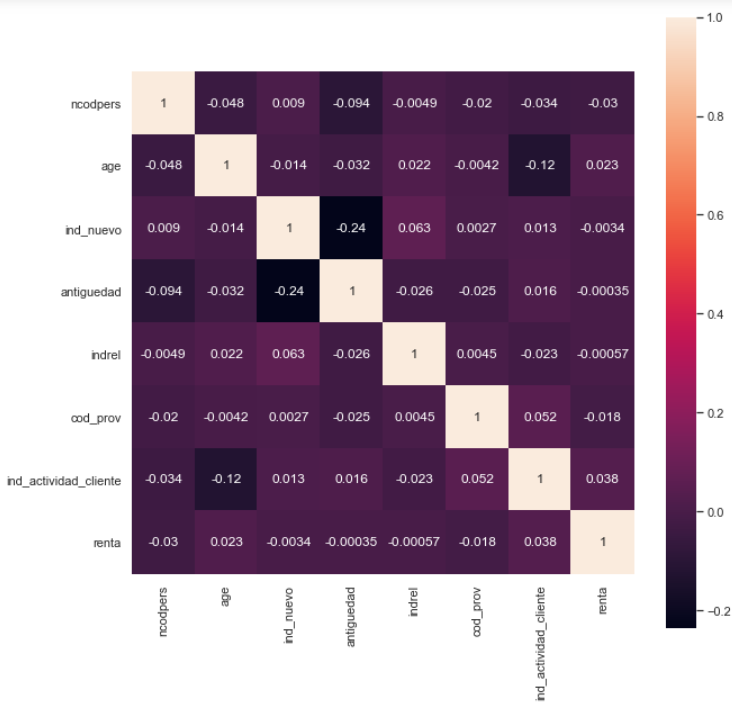 ncodpers 1 -0.048 0.009 -0.094 -0.0049 -0.02 -0.034 -0.03
age -0.048 1 -0.014 -0.032 0.022 -0.0042 -0.12 0.023
ind_nuevo 0.009 -0.014 1 -0.24 0.063 0.0027 0.013 -0.0034
antiguedad -0.094 -0.032 -0.24 1 -0.026 -0.025 0.016 -0.00035
indrel -0.0049 0.022 0.063 -0.026 1 0.0045 -0.023 -0.00057
cod_prov -0.02 -0.0042 0.0027 -0.025 0.0045 1 0.052 -0.018
ind_actividad_cliente -0.034 -0.12 0.013 0.016 -0.023 0.052 1 0.038
renta -0.03 0.023 -0.0034 -0.00035 -0.00057 -0.018 0.038 1
ncodpers age ind_nuevo antiguedad indrel cod_prov ind_actividad_cliente renta
1.0
0.8
0.6
0.4
0.2
0.0
−0.2